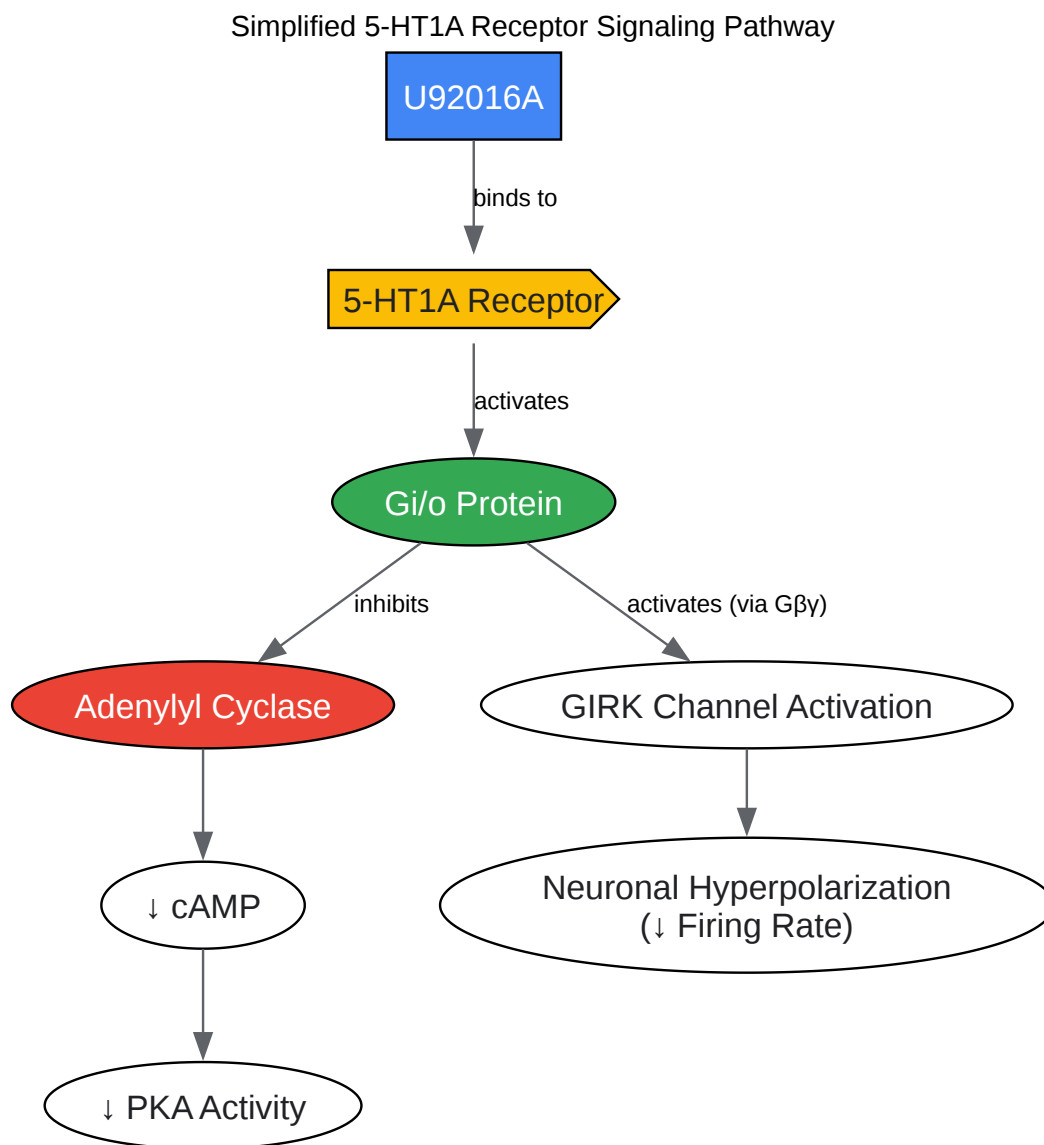 Simplified 5-HT1A Receptor Signaling Pathway
U92016A
binds to
5-HT1A Receptor
activates
Gi/o Protein
inhibits
activates (via Gβγ)
Adenylyl Cyclase
GIRK Channel Activation
↓ cAMP
Neuronal Hyperpolarization
(↓ Firing Rate)
↓ PKA Activity